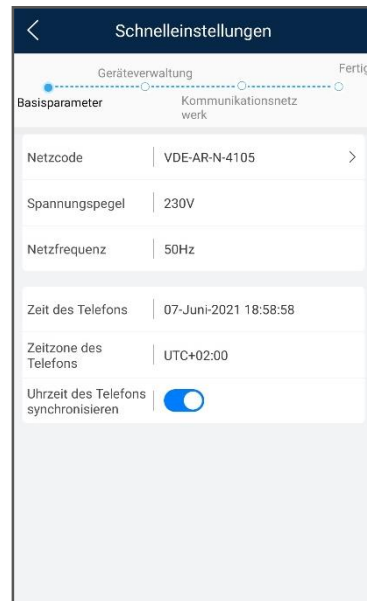 Schnelleinstellungen
Geräteverwaltung
Fertig
Basisparameter
Kommunikationsnetz
werk
Netzcode VDE-AR-N-4105
Spannungspegel 230V
Netzfrequenz 50Hz
Zeit des Telefons 07-Juni-2021 18:58:58
Zeitzone des
Telefons
UTC+02:00
Uhrzeit des Telefons
synchronisieren